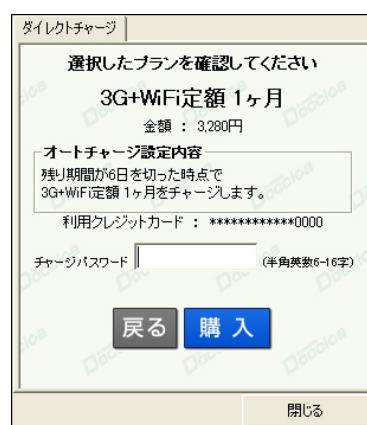 ダイレクトチャージ
選択したプランを確認してください
3G+WiFi定額 1ヶ月
金額 ： 3,280円
オートチャージ設定内容
残り期間が6日を切った時点で
3G+WiFi定額 1ヶ月をチャージします。
利用クレジットカード ： ************0000
チャージパスワード (半角英数6-16字)
戻る 購入
閉じる